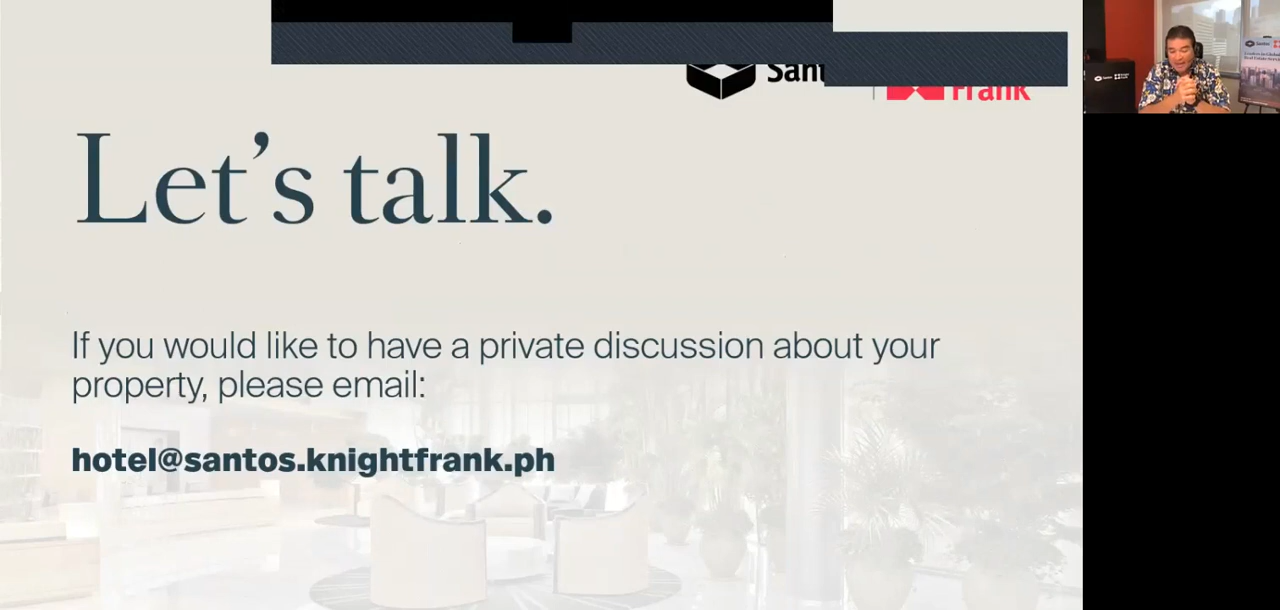 Frank
Let's talk.
If you would like to have a private discussion about your
property, please email:
hotel@santos.knightfrank.ph